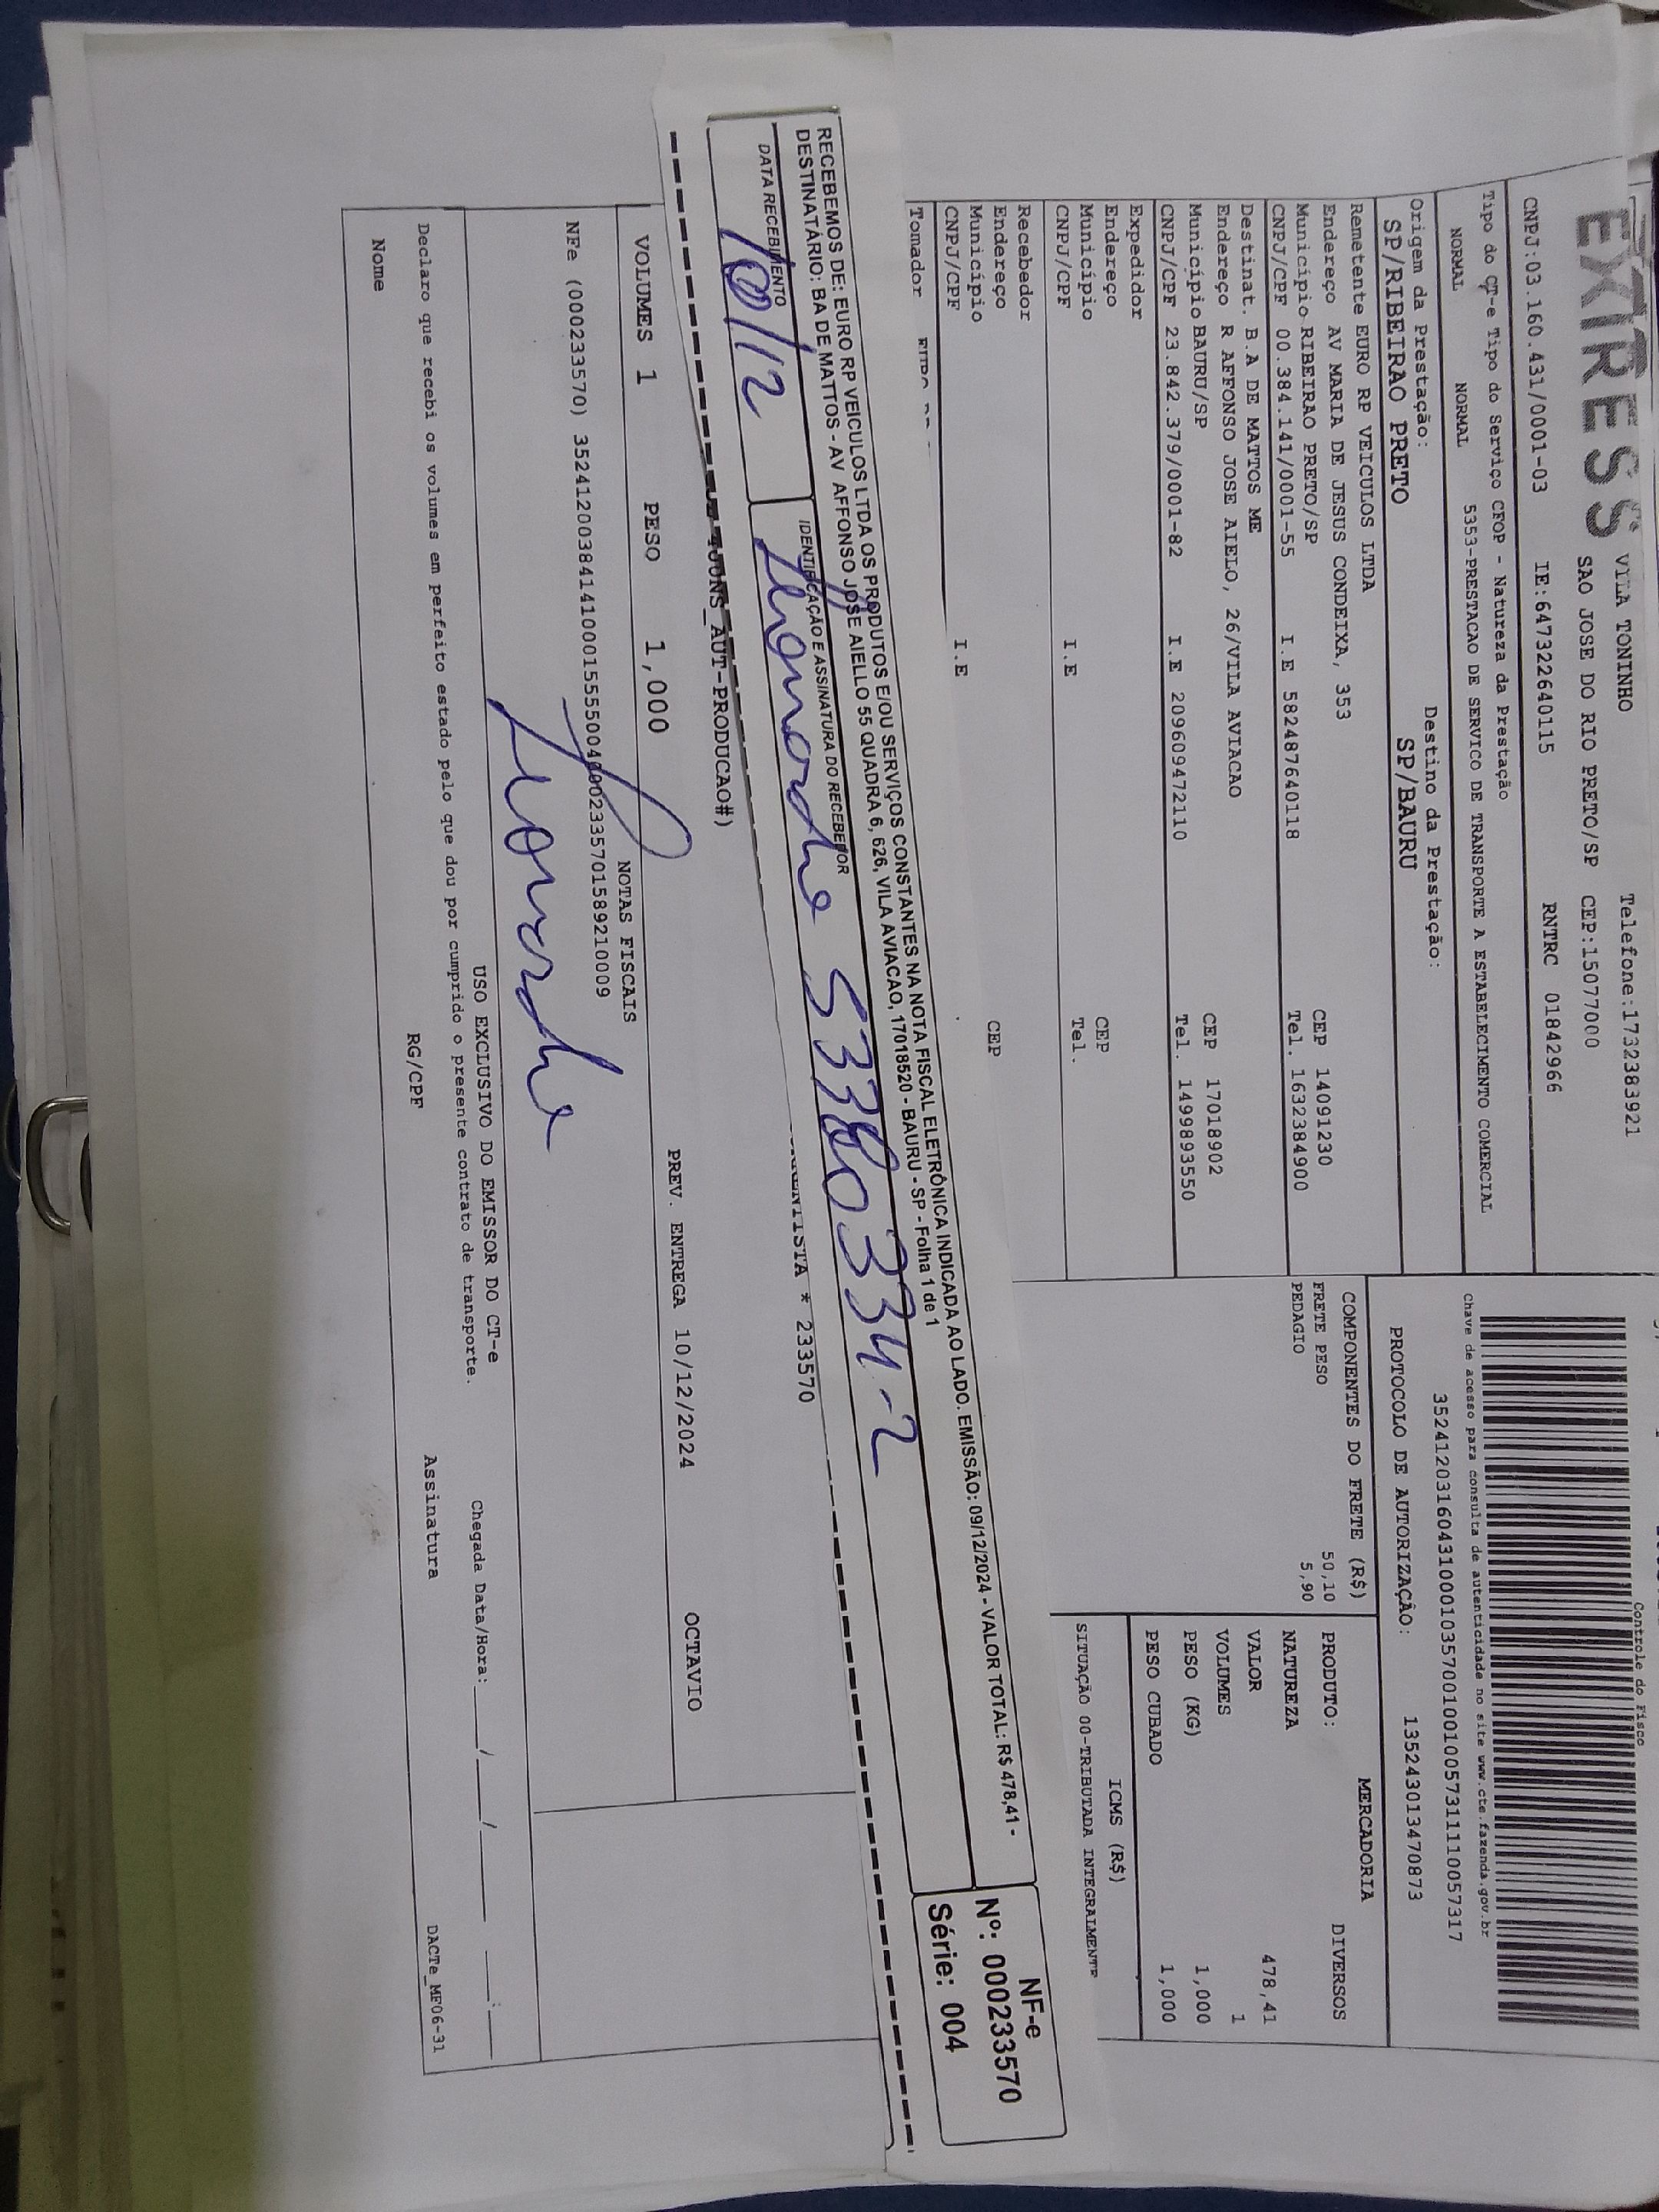 EXPRESS
VILA TONINHO Telefone:1732383921
SAO JOSE DO RIO PRETO/SP CEP:15077000
CNPJ:03.160.431/0001-03 IE:647322640115 RNTRC 01842966
Tipo do CT-e Tipo do Serviço CFOP - Natureza da Prestação
NORMAL NORMAL 5353-PRESTACAO DE SERVICO DE TRANSPORTE A ESTABELECIMENTO COMERCIAL
Origem da Prestação: Destino da Prestação:
SP/RIBEIRAO PRETO SP/BAURU
Controle do Fisco
Chave de acesso para consulta de autenticidade no site www.cte.fazenda.gov.br
35241203160431000103570010010057311110057317
PROTOCOLO DE AUTORIZAÇÃO: 135243013470873
Remetente EURO RP VEICULOS LTDA
Endereço AV MARIA DE JESUS CONDEIXA, 353 CEP 14091230
Município RIBEIRAO PRETO/SP Tel. 1632384900
CNPJ/CPF 00.384.141/0001-55 I.E 582487640118
Destinat. B.A DE MATTOS ME
Endereço R AFFONSO JOSE AIELO, 26/VILA AVIACAO CEP 17018902
Município BAURU/SP Tel. 14998893550
CNPJ/CPF 23.842.379/0001-82 I.E 209609472110
Expedidor
Endereço CEP
Município Tel.
CNPJ/CPF I.E
Recebedor
Endereço CEP
Município
CNPJ/CPF I.E
Tomador
COMPONENTES DO FRETE (R$)
FRETE PESO 50,10
PEDAGIO 5,90
MERCADORIA
PRODUTO: DIVERSOS
NATUREZA
VALOR 478,41
VOLUMES 1
PESO (KG) 1,000
PESO CUBADO 1,000
ICMS (R$)
SITUAÇÃO 00-TRIBUTADA INTEGRALMENTE
RECEBEMOS DE: EURO RP VEICULOS LTDA OS PRODUTOS E/OU SERVIÇOS CONSTANTES NA NOTA FISCAL ELETRÔNICA INDICADA AO LADO. EMISSÃO: 09/12/2024 - VALOR TOTAL: R$ 478,41 -
DESTINATÁRIO: BA DE MATTOS - AV AFFONSO JOSE AIELLO 55 QUADRA 6, 626, VILA AVIACAO, 17018520 - BAURU - SP - Folha 1 de 1
NF-e
Nº: 000233570
Série: 004
DATA RECEBIMENTO IDENTIFICAÇÃO E ASSINATURA DO RECEBEDOR
10/12 Leonardo 53380334-2
AUT-PRODUCAO#) * 233570
VOLUMES 1 PESO 1,000 PREV. ENTREGA 10/12/2024 OCTAVIO
NOTAS FISCAIS
NFe (000233570) 35241200384141000155550040002335701589210009
Leonardo
USO EXCLUSIVO DO EMISSOR DO CT-e
Declaro que recebi os volumes em perfeito estado pelo que dou por cumprido o presente contrato de transporte. Chegada Data/Hora:____/____/____ ___:___
Nome RG/CPF Assinatura
DACTe_MF06-31